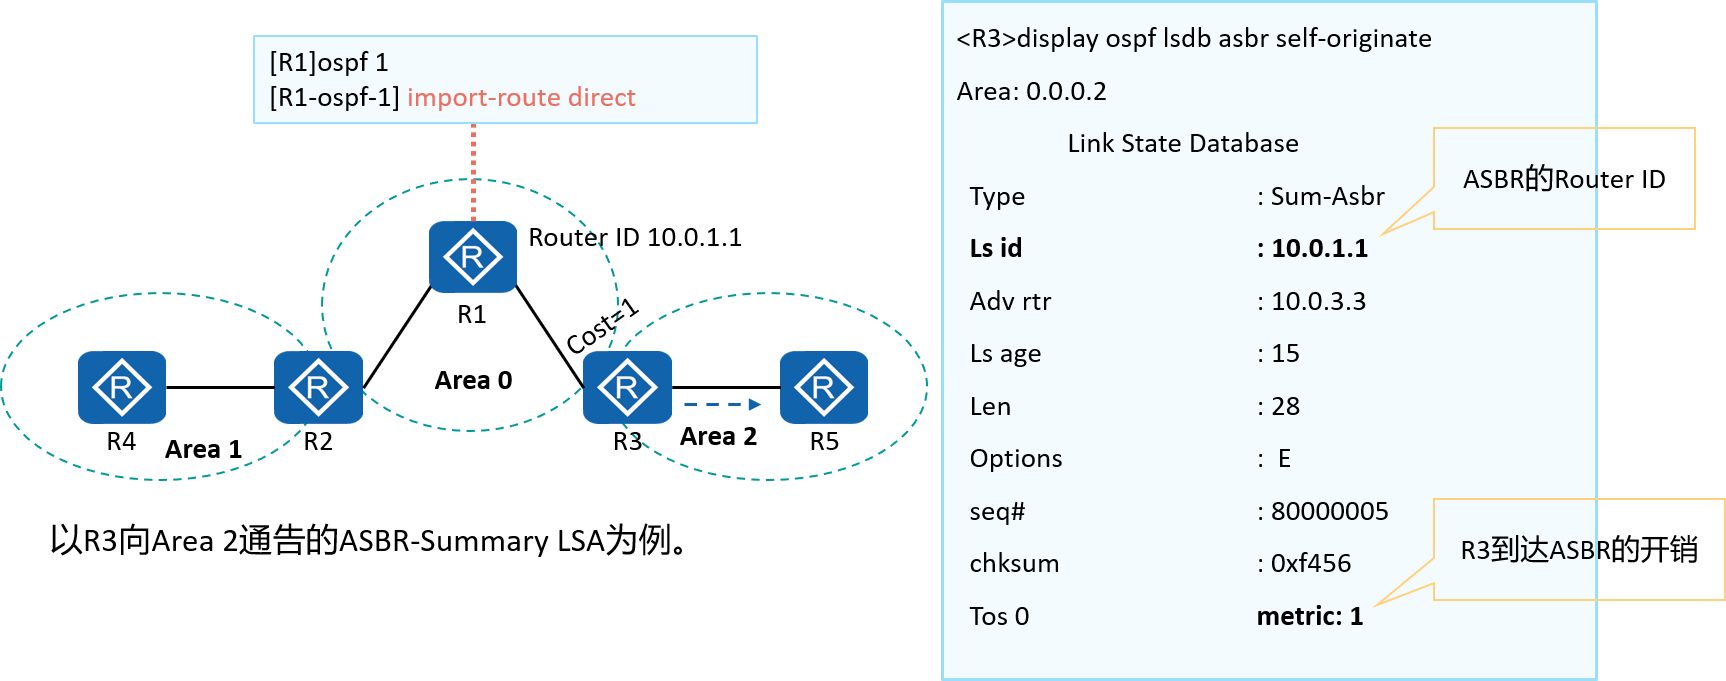 [R1]ospf 1
[R1-ospf-1] import-route direct
Router ID 10.0.1.1
R1
Cost=1
Area 0
R4
Area 1
R2
R3
Area 2
R5
以R3向Area 2通告的ASBR-Summary LSA为例。
<R3>display ospf lsdb asbr self-originate
Area: 0.0.0.2
Link State Database
Type : Sum-Asbr
Ls id : 10.0.1.1
Adv rtr : 10.0.3.3
Ls age : 15
Len : 28
Options : E
seq# : 80000005
chksum : 0xf456
Tos 0 metric: 1
ASBR的Router ID
R3到达ASBR的开销
R
R
R
R
R